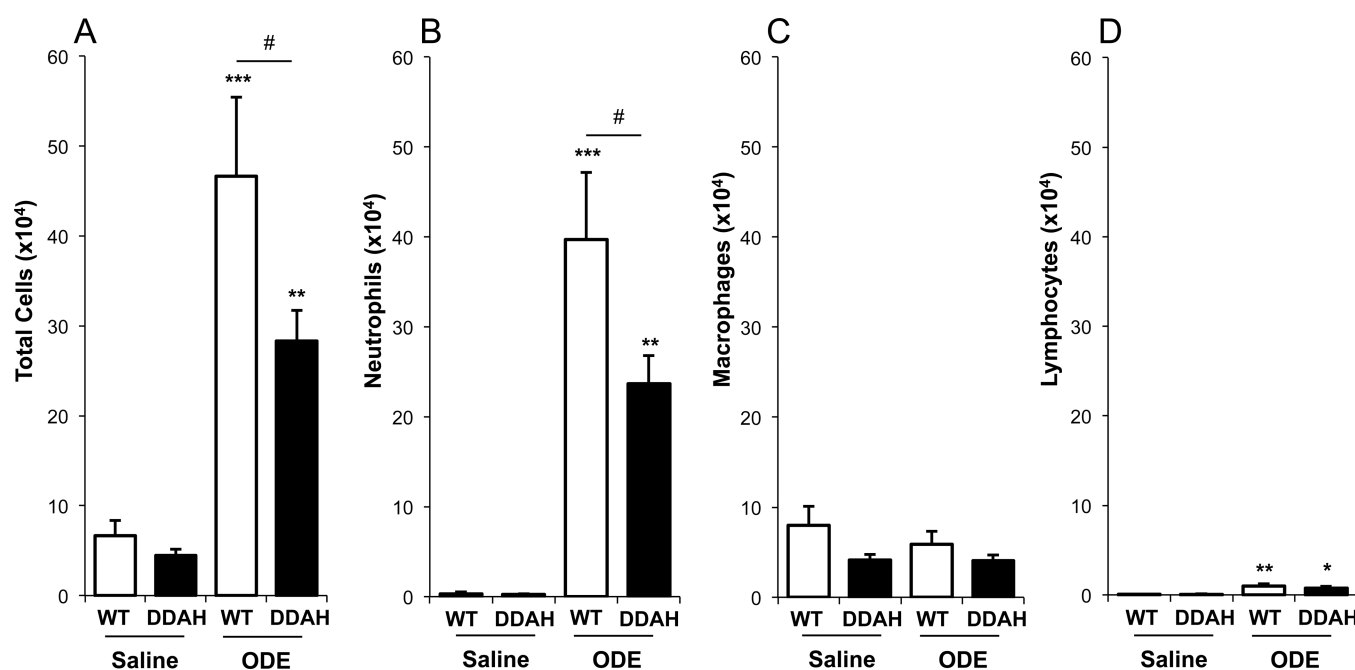 A
Total Cells (x10⁴)
60
50
40
30
20
10
0
***
#
**
WT DDAH WT DDAH
Saline ODE
B
Neutrophils (x10⁴)
60
50
40
30
20
10
0
#
***
**
WT DDAH WT DDAH
Saline ODE
C
Macrophages (x10⁴)
60
50
40
30
20
10
0
WT DDAH WT DDAH
Saline ODE
D
Lymphocytes (x10⁴)
60
50
40
30
20
10
0
** *
WT DDAH WT DDAH
Saline ODE